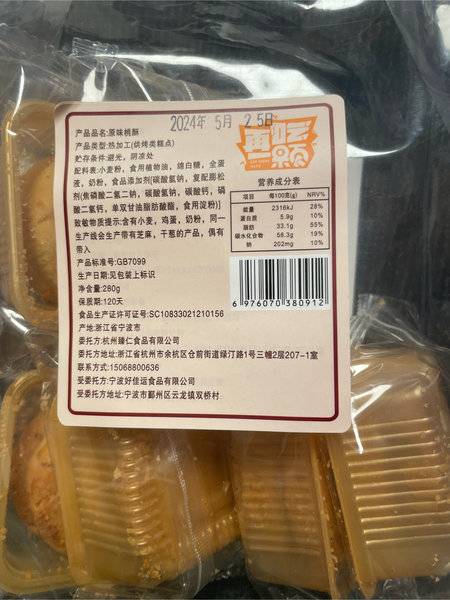 2024年 5月 25日
产品品名:原味桃酥
产品类型:热加工(烘烤类糕点)
贮存条件:避光，阴凉处
配料表:小麦粉，食用植物油，绵白糖，全蛋
液，奶粉，食品添加剂[碳酸氢钠，复配膨松
剂(焦磷酸二氢二钠，碳酸氢钠，碳酸钙，磷
酸二氢钙，单双甘油脂肪酸酯，食用淀粉)]
致敏物质提示:含有小麦，鸡蛋，奶粉，同一
生产线会生产带有芝麻，干葱的产品，偶有
带入
产品标准号:GB7099
生产日期:见包装上标识
净含量:280g
保质期:120天
食品生产许可证号:SC10833021210156
产地:浙江省宁波市
委托方:杭州臻仁食品有限公司
委托方地址:浙江省杭州市余杭区仓前街道绿汀路1号三幢2层207-1室
联系方式:15068800636
受委托方:宁波好佳运食品有限公司
受委托方地址:宁波市鄞州区云龙镇双桥村
再吃一颗
营养成分表
项目 每100克(g) NRV%
能量 2316kJ 28%
蛋白质 5.9g 10%
脂肪 33.1g 55%
碳水化合物 56.3g 19%
钠 202mg 10%
6 976070 380912